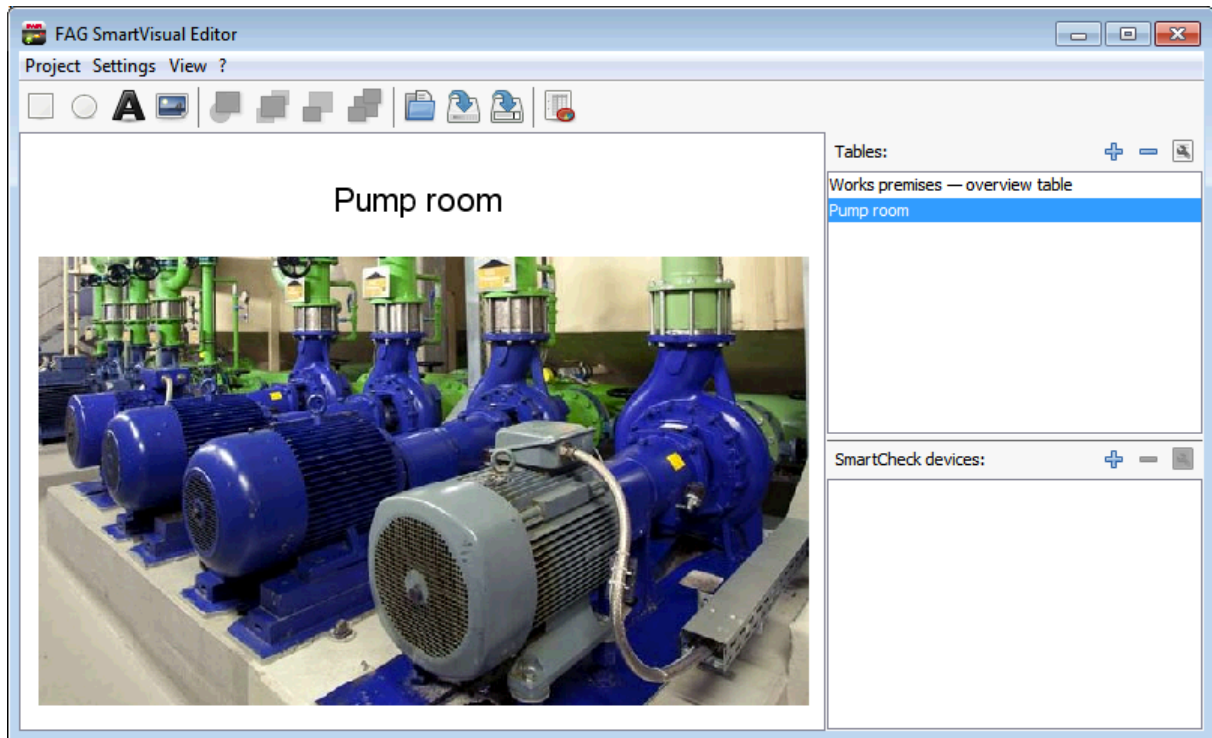 FAG SmartVisual Editor
Project Settings View ?
Tables:
Works premises — overview table
Pump room
Pump room
SmartCheck devices: